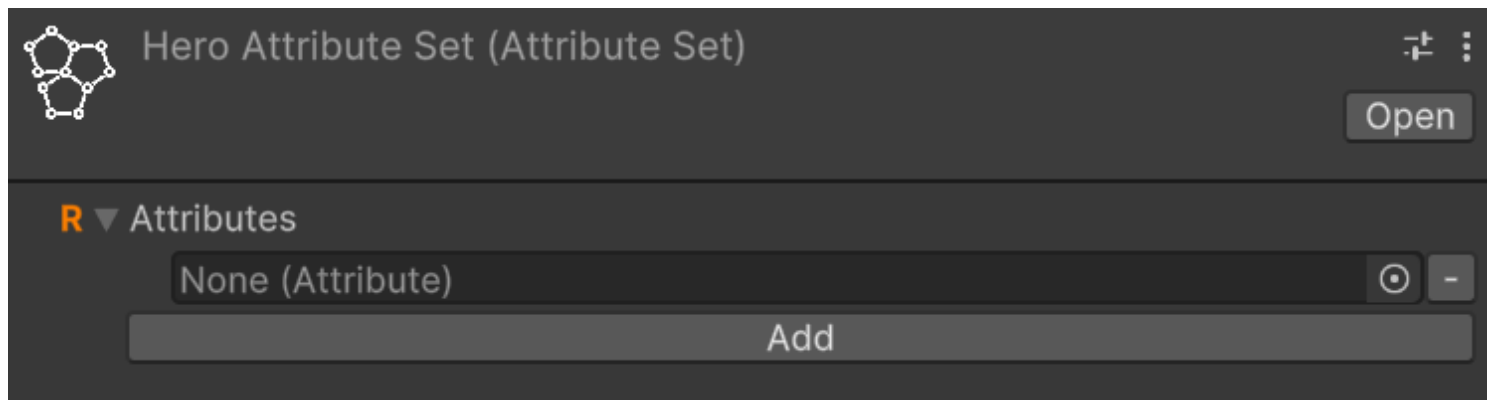 Hero Attribute Set (Attribute Set)
Open
R Attributes
None (Attribute) -
Add